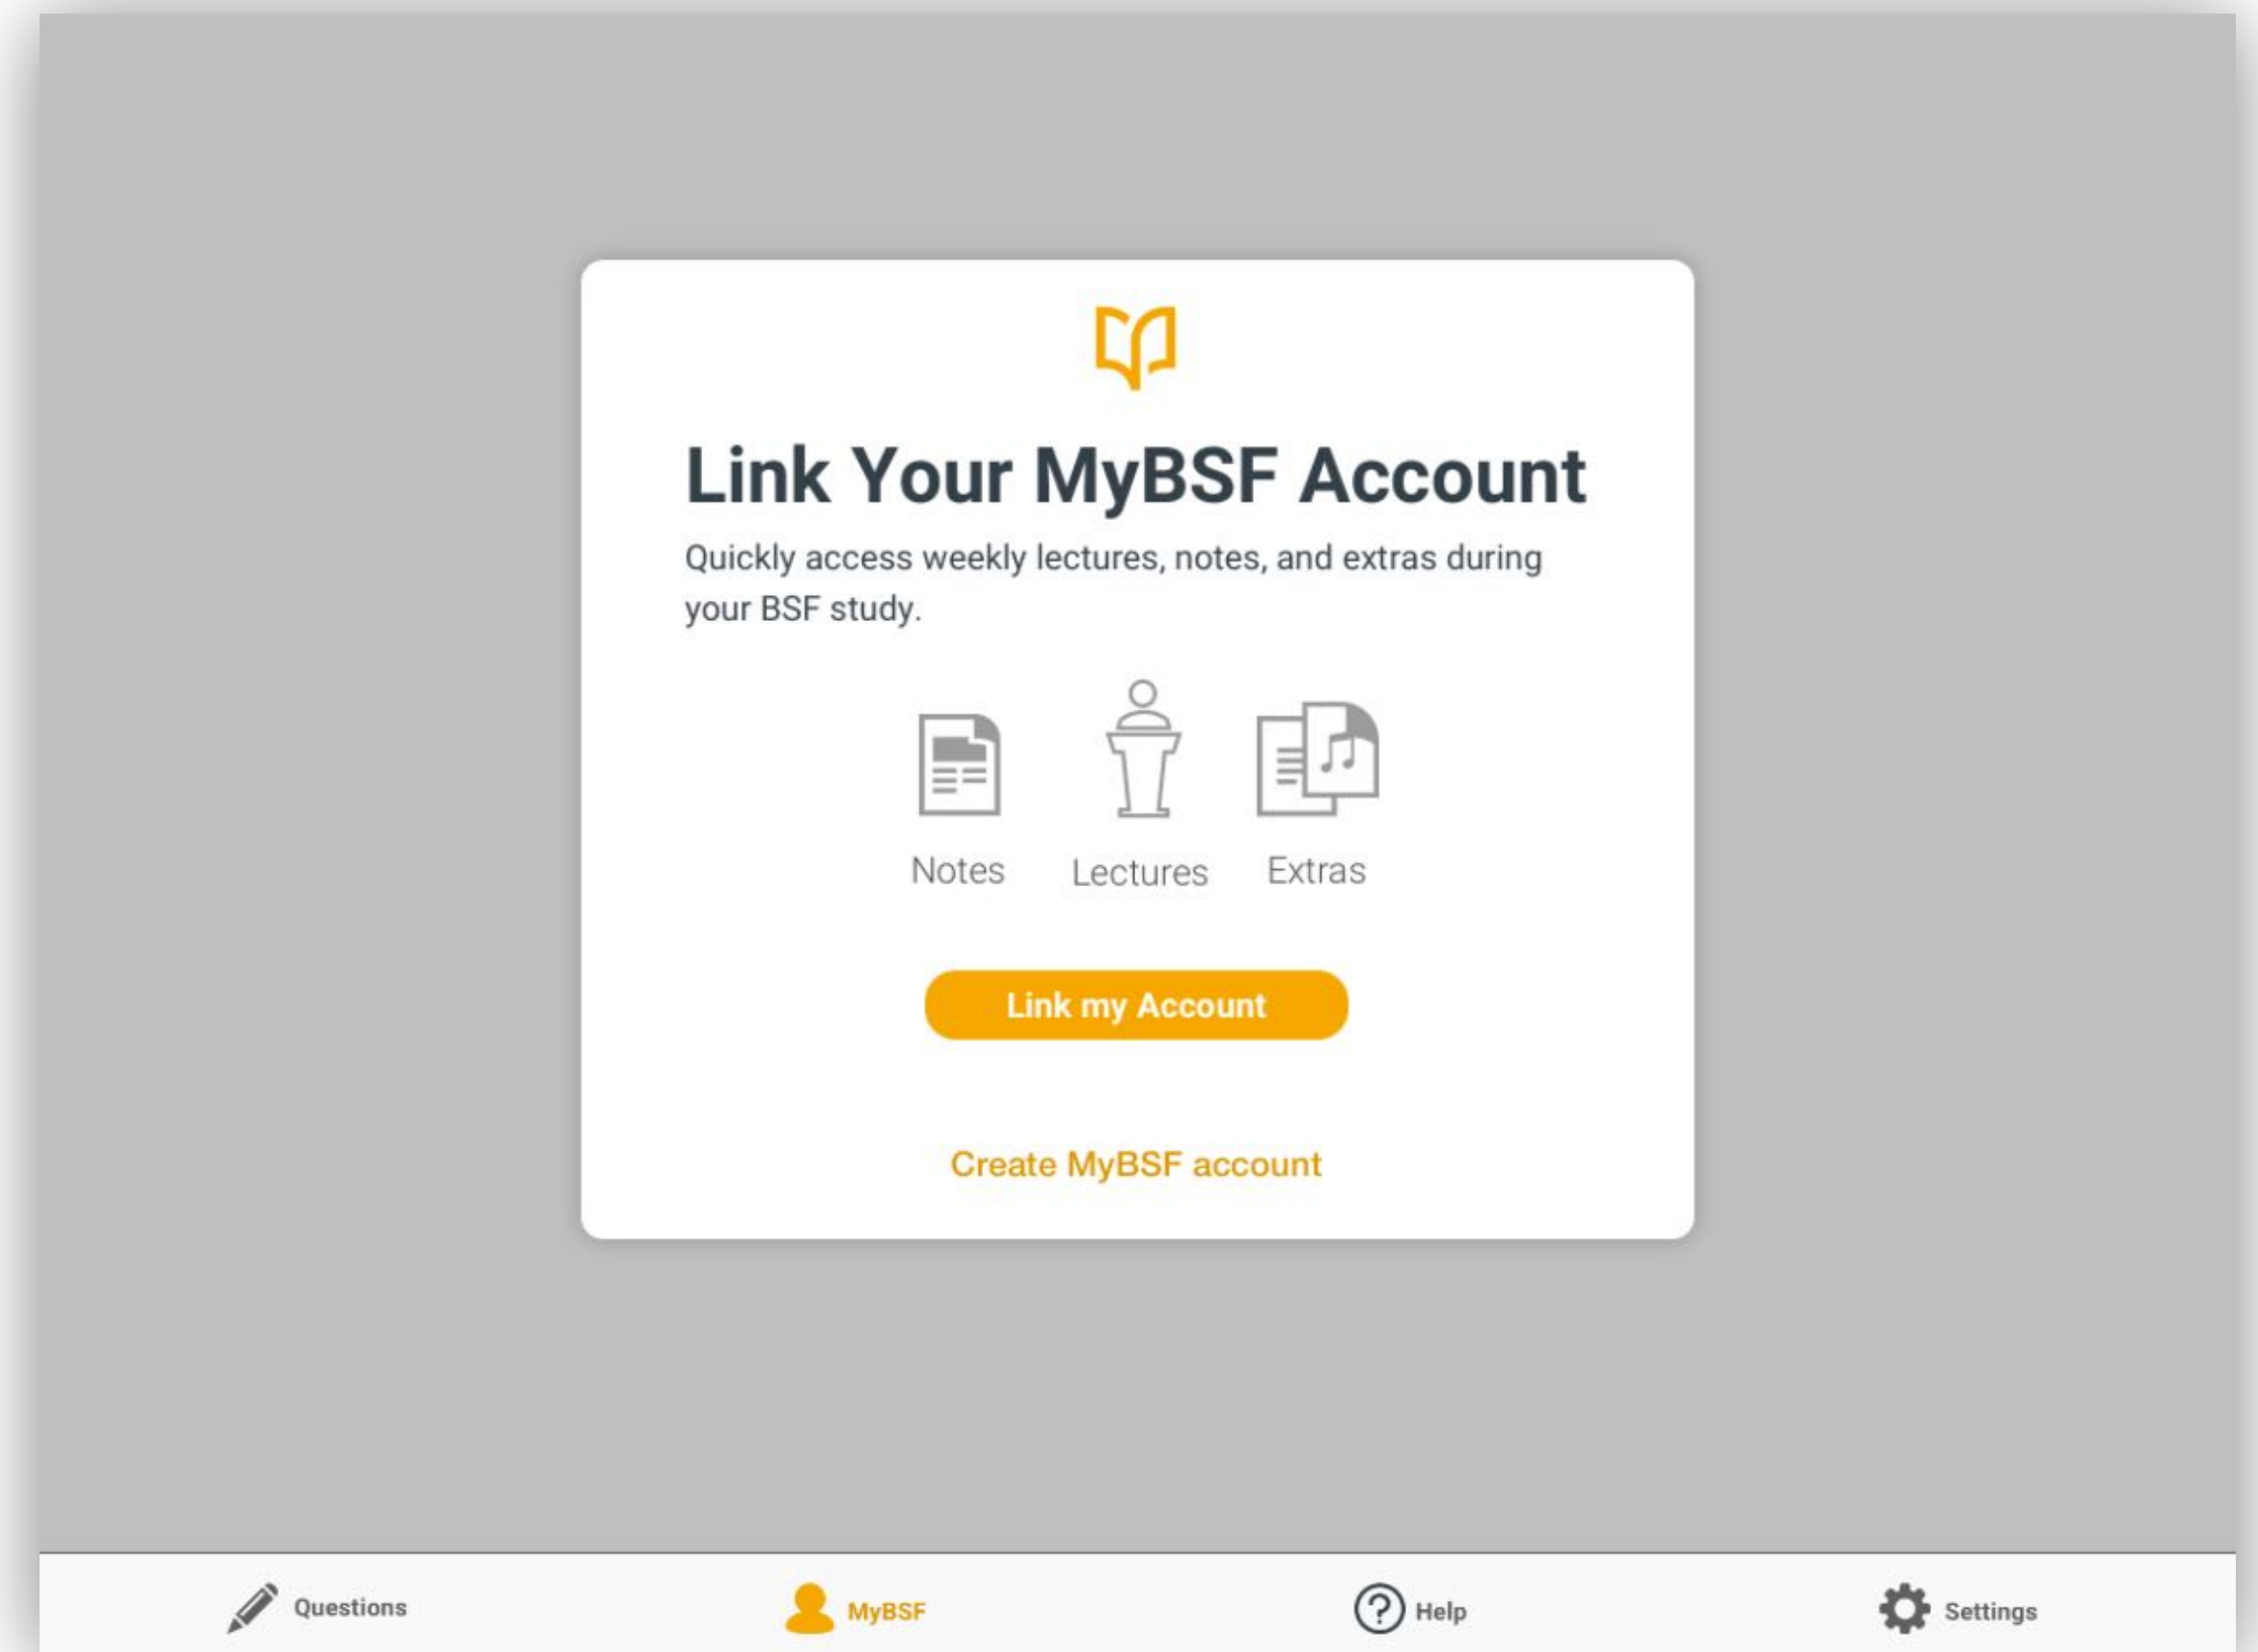 Link Your MyBSF Account
Quickly access weekly lectures, notes, and extras during
your BSF study.
Notes Lectures Extras
Link my Account
Create MyBSF account
Questions MyBSF Help Settings